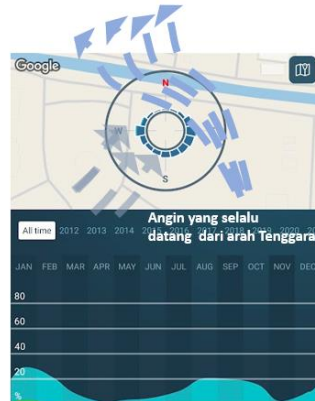 Google
N
W
S
Angin yang selalu
datang dari arah Tenggara
All time 2012 2013 2014 2015 2016 2017 2018 2019 2020
JAN FEB MAR APR MAY JUN JUL AUG SEP OCT NOV DEC
80
60
40
20
%